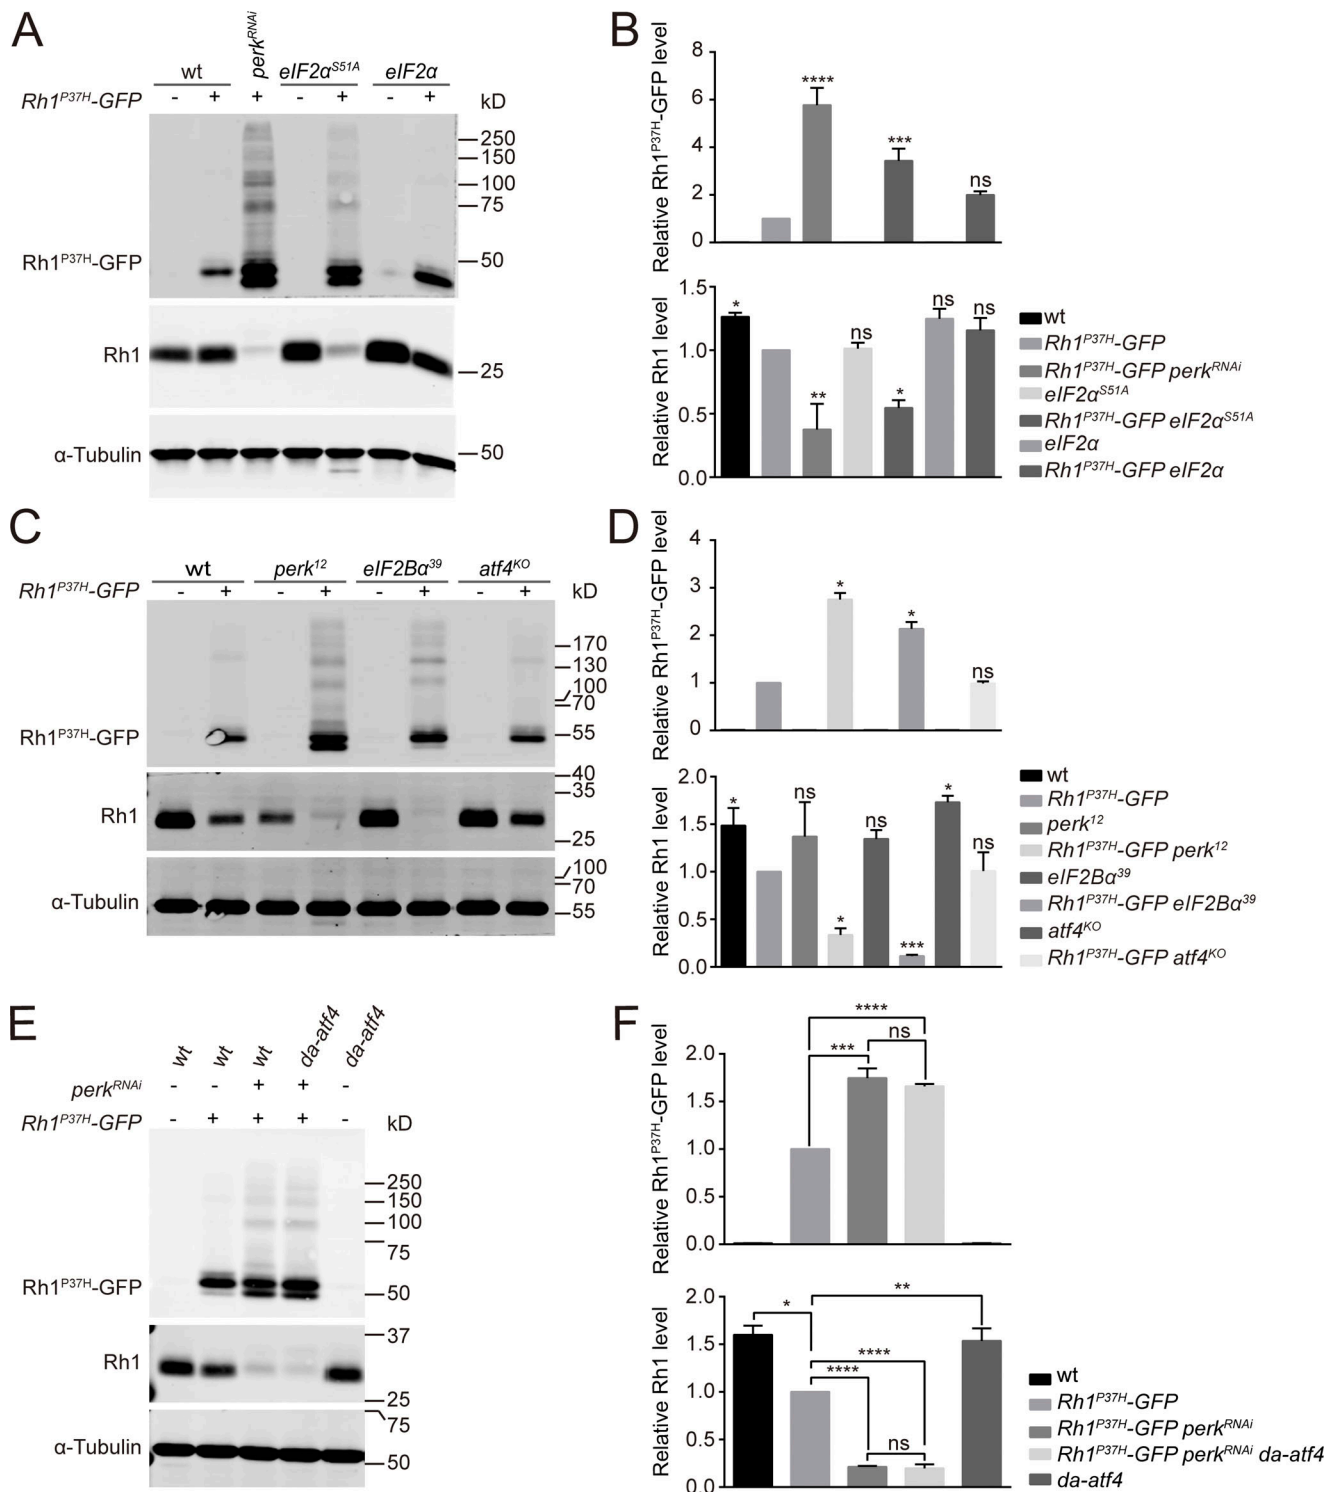 A
wt perk^RNAi eIF2α^S51A eIF2α
Rh1^P37H-GFP - + + - + - + kD
250
150
100
75
Rh1^P37H-GFP
50
Rh1
25
α-Tubulin
50
B
Relative Rh1^P37H-GFP level
8
6
4
2
0
**** *** ns
Relative Rh1 level
1.5
1.0
0.5
0.0
* ** ns * ns ns
wt
Rh1^P37H-GFP
Rh1^P37H-GFP perk^RNAi
eIF2α^S51A
Rh1^P37H-GFP eIF2α^S51A
eIF2α
Rh1^P37H-GFP eIF2α
C
wt perk^12 eIF2Bα^39 atf4^KO
Rh1^P37H-GFP - + - + - + - + kD
170
130
100
70
Rh1^P37H-GFP
55
40
35
Rh1
25
100
70
α-Tubulin
55
D
Relative Rh1^P37H-GFP level
4
3
2
1
0
* * ns
Relative Rh1 level
2.0
1.5
1.0
0.5
0.0
* ns * ns *** * ns
wt
Rh1^P37H-GFP
perk^12
Rh1^P37H-GFP perk^12
eIF2Bα^39
Rh1^P37H-GFP eIF2Bα^39
atf4^KO
Rh1^P37H-GFP atf4^KO
E
wt wt wt da-atf4 da-atf4
perk^RNAi - - + + -
Rh1^P37H-GFP - + + + - kD
250
150
100
75
Rh1^P37H-GFP
50
37
Rh1
25
75
α-Tubulin
50
F
Relative Rh1^P37H-GFP level
2.0
1.5
1.0
0.5
0.0
****
*** ns
Relative Rh1 level
2.0
1.5
1.0
0.5
0.0
* **
****
****
ns
wt
Rh1^P37H-GFP
Rh1^P37H-GFP perk^RNAi
Rh1^P37H-GFP perk^RNAi da-atf4
da-atf4